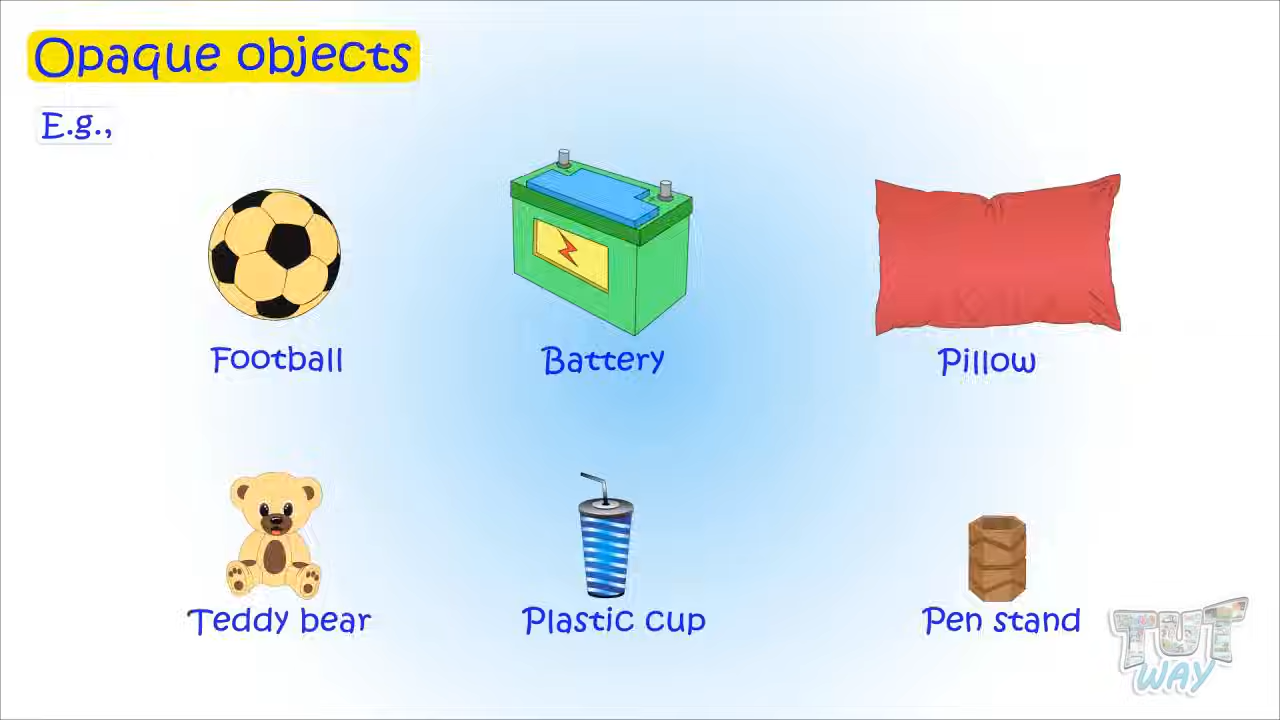 Opaque objects
E.g.,
Football
Battery
Pillow
Teddy bear
Plastic cup
Pen stand
TUT
WAY